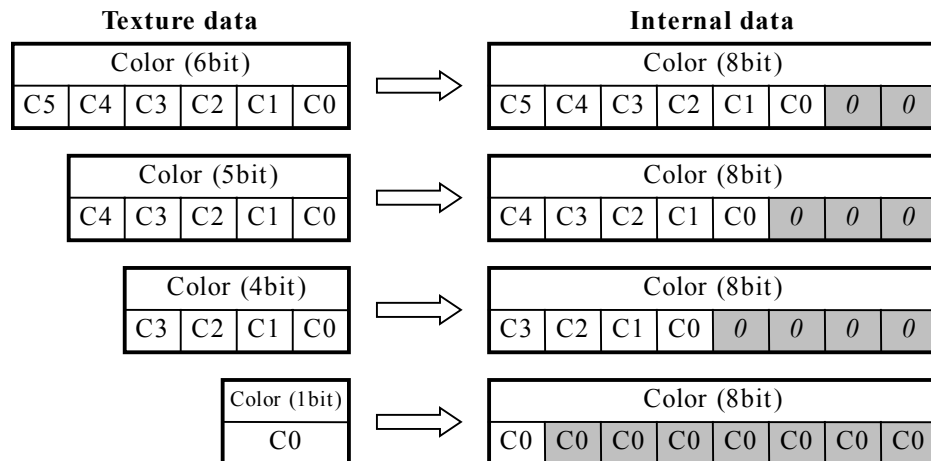 Texture data Internal data
Color (6bit) Color (8bit)
C5 C4 C3 C2 C1 C0 C5 C4 C3 C2 C1 C0 0 0
Color (5bit) Color (8bit)
C4 C3 C2 C1 C0 C4 C3 C2 C1 C0 0 0 0
Color (4bit) Color (8bit)
C3 C2 C1 C0 C3 C2 C1 C0 0 0 0 0
Color (1bit) Color (8bit)
C0 C0 C0 C0 C0 C0 C0 C0 C0